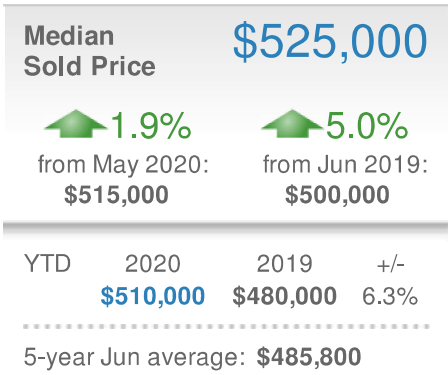 Median $525,000
Sold Price
1.9% 5.0%
from May 2020: from Jun 2019:
$515,000 $500,000
YTD 2020 2019 +/-
$510,000 $480,000 6.3%
5-year Jun average: $485,800